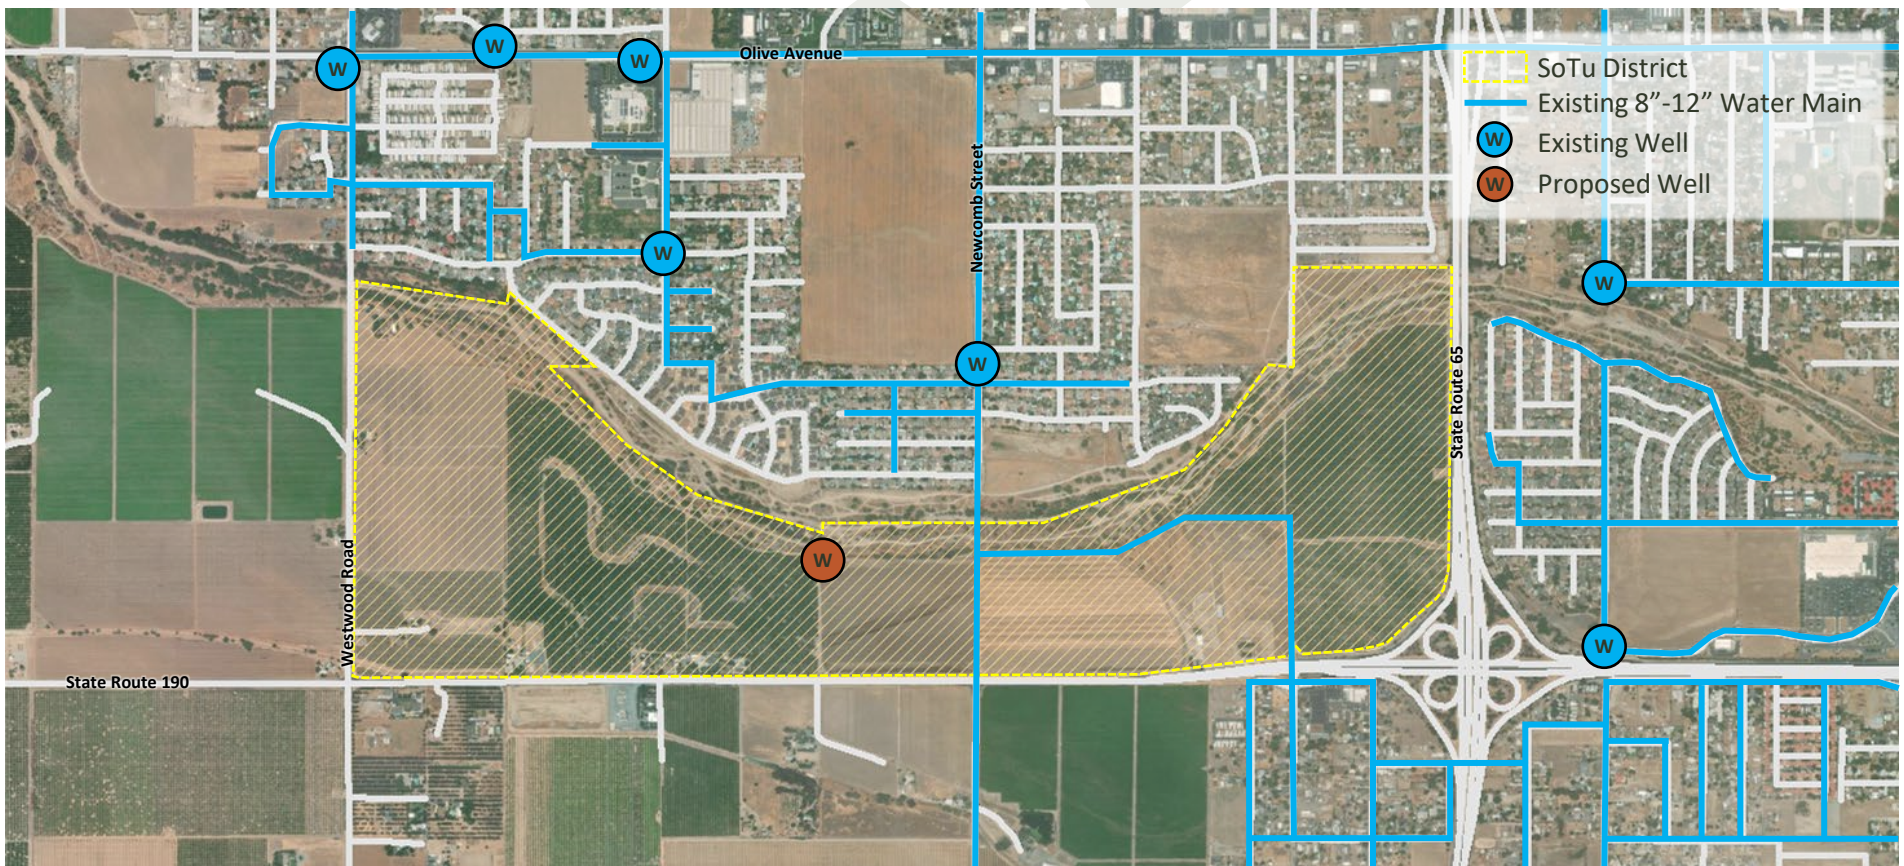 W
W
W
Olive Avenue
SoTu District
Existing 8”-12” Water Main
W Existing Well
W Proposed Well
Newcomb Street
W
W
W
State Route 65
W
Westwood Road
W
State Route 190